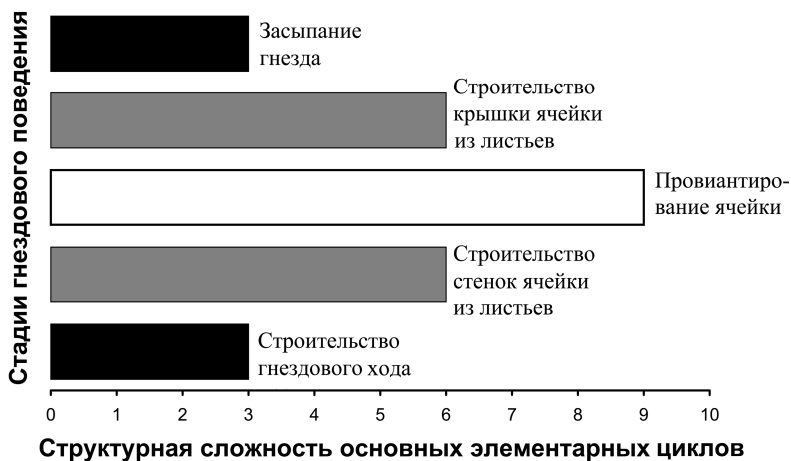 Стадии гнездового поведения
Засыпание
гнезда
Строительство
крышки ячейки
из листьев
Провиантиро-
вание ячейки
Строительство
стенок ячейки
из листьев
Строительство
гнездового хода
0 1 2 3 4 5 6 7 8 9 10
Структурная сложность основных элементарных циклов